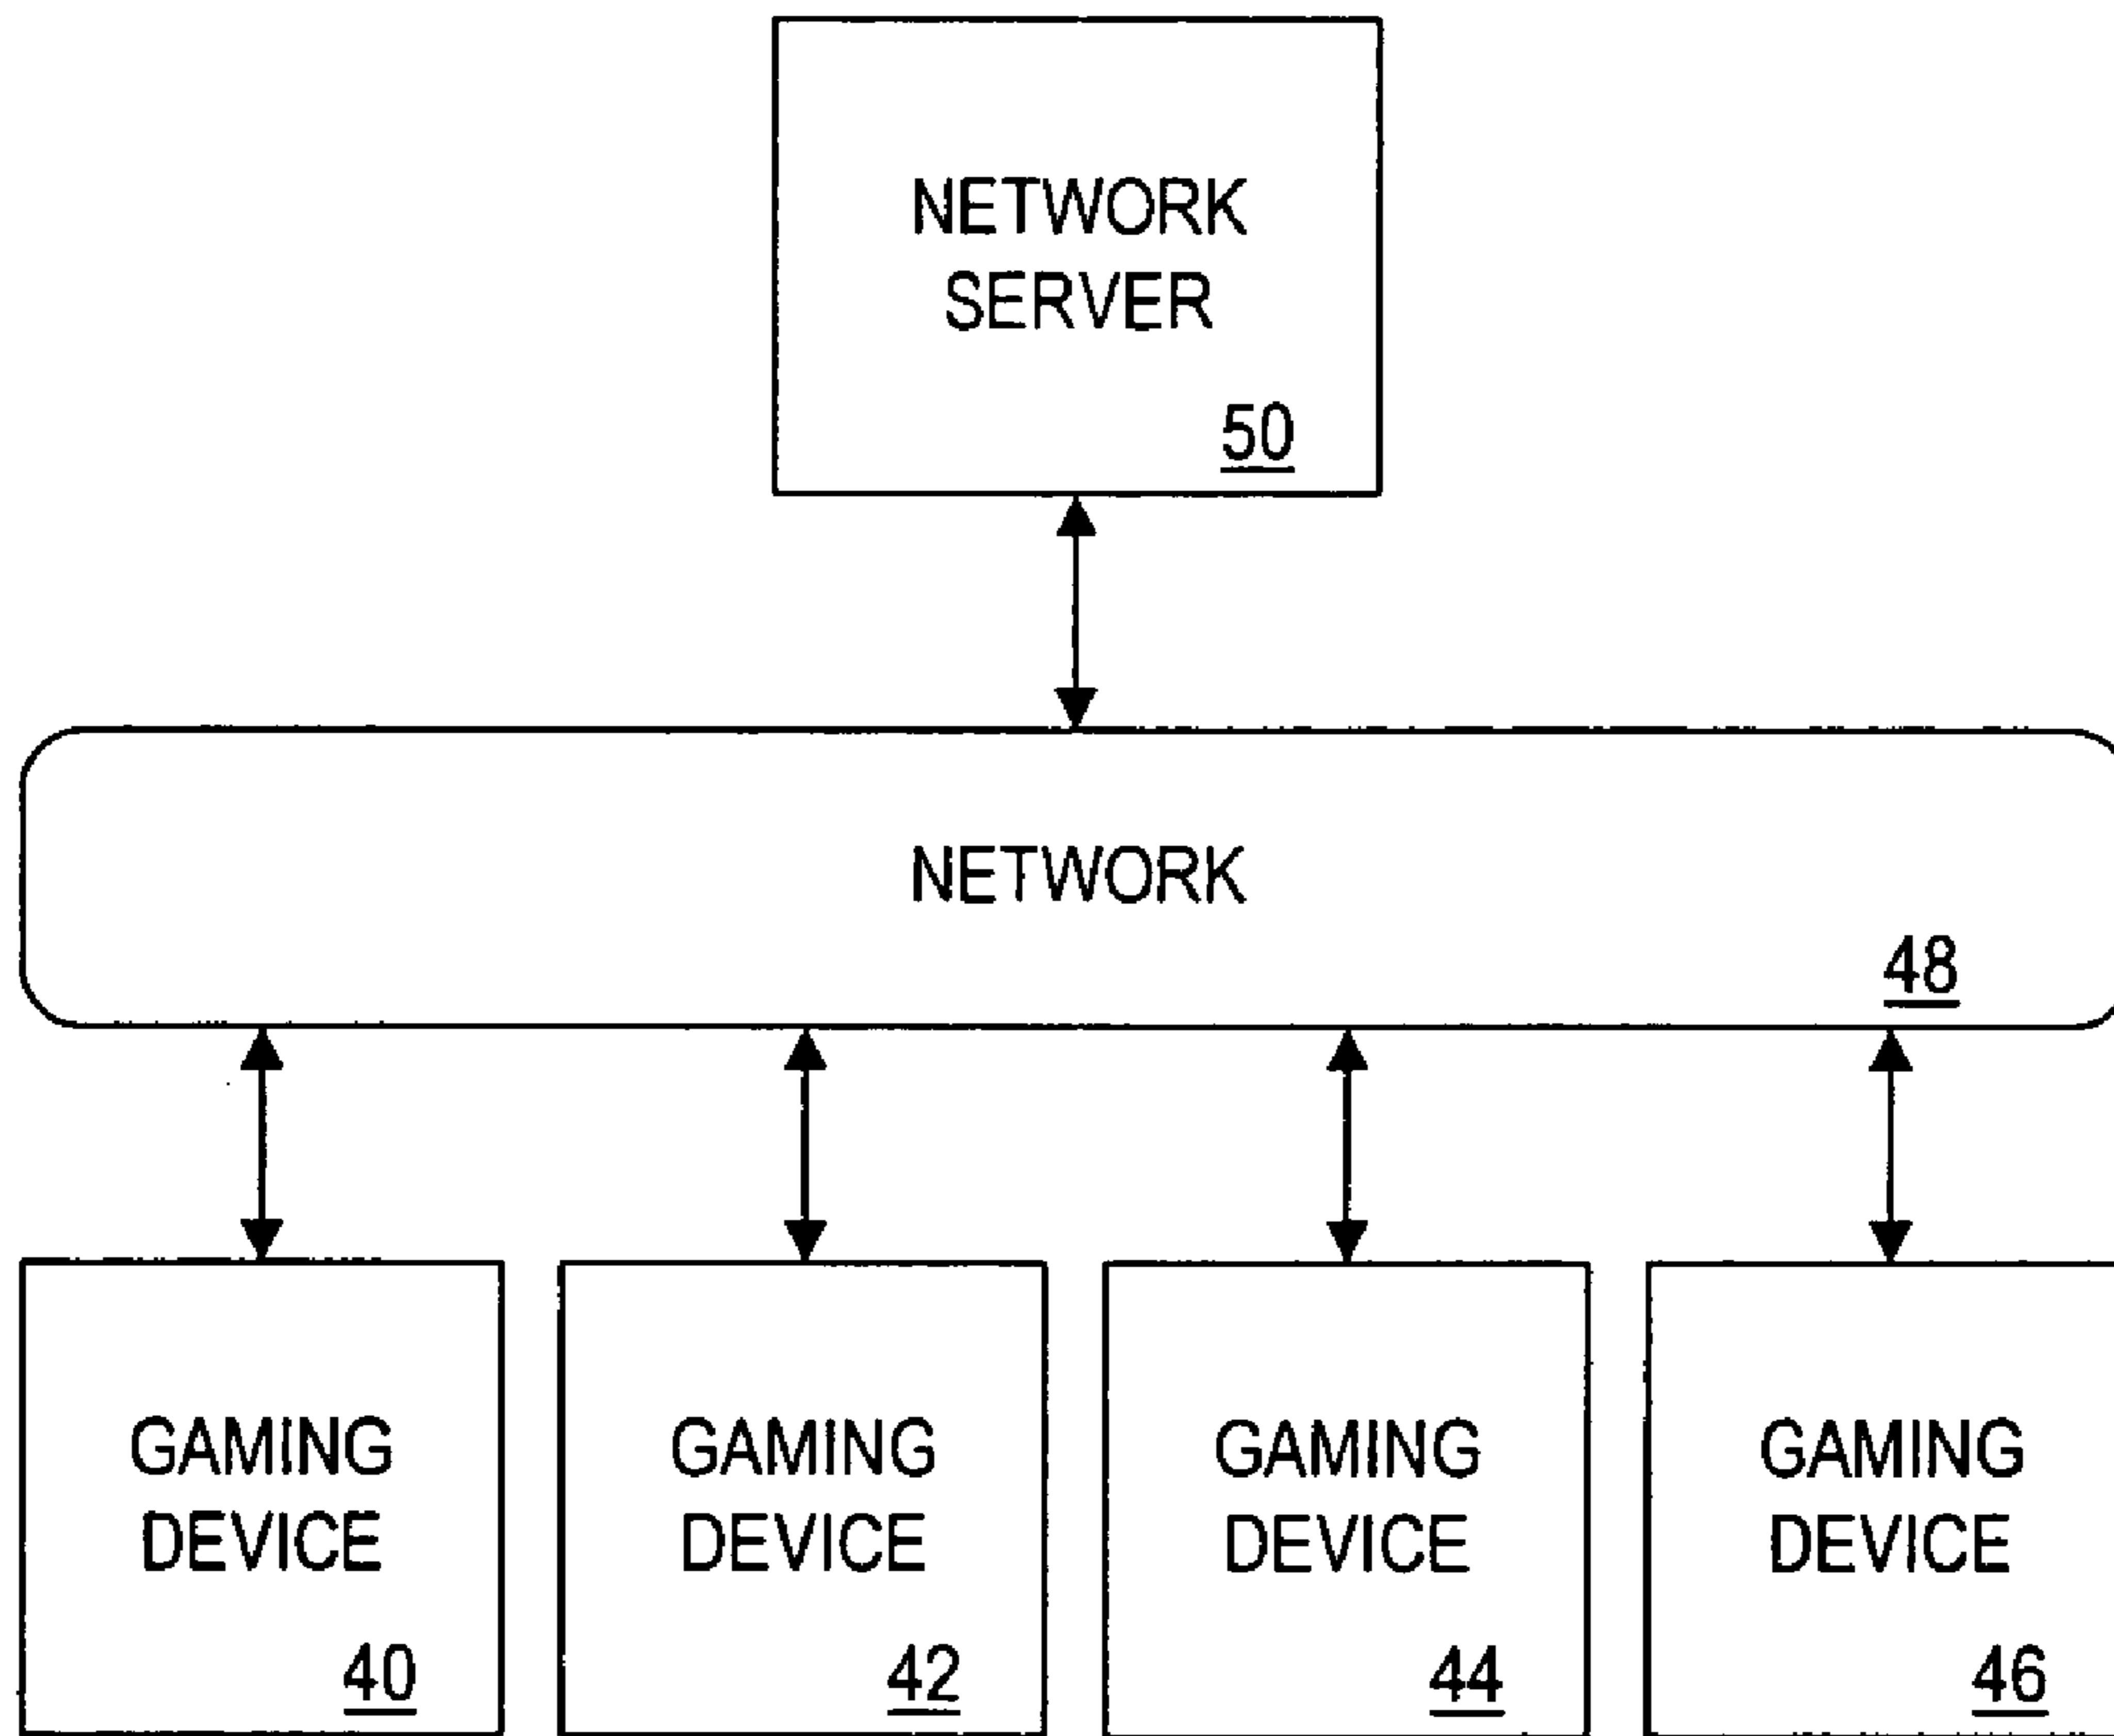 NETWORK
SERVER
50
NETWORK
48
GAMING
DEVICE
40
GAMING
DEVICE
42
GAMING
DEVICE
44
GAMING
DEVICE
46